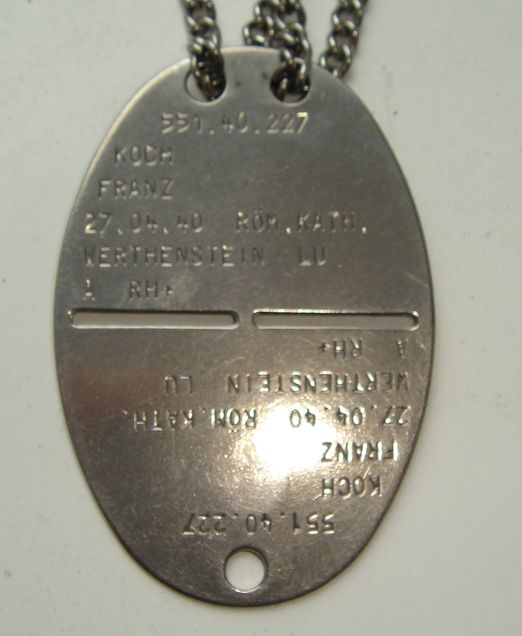 551.40.227
KOCH
FRANZ
27.04.40 RÖM.KATH.
WERTHENSTEIN LU
A RH+
A RH+
WERTHENSTEIN LU
27.04.40 RÖM.KATH.
FRANZ
KOCH
551.40.227